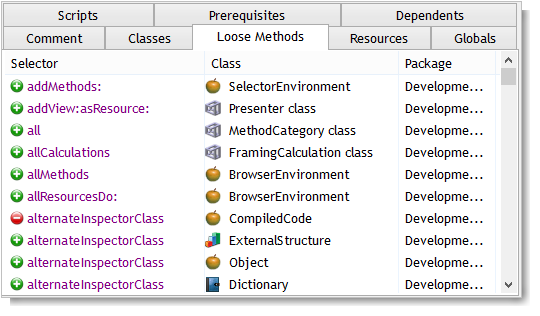 Scripts Prerequisites Dependents
Comment Classes Loose Methods Resources Globals
Selector Class Package
addMethods: SelectorEnvironment Developme...
addView:asResource: Presenter class Developme...
all MethodCategory class Developme...
allCalculations FramingCalculation class Developme...
allMethods BrowserEnvironment Developme...
allResourcesDo: BrowserEnvironment Developme...
alternateInspectorClass CompiledCode Developme...
alternateInspectorClass ExternalStructure Developme...
alternateInspectorClass Object Developme...
alternateInspectorClass Dictionary Developme...